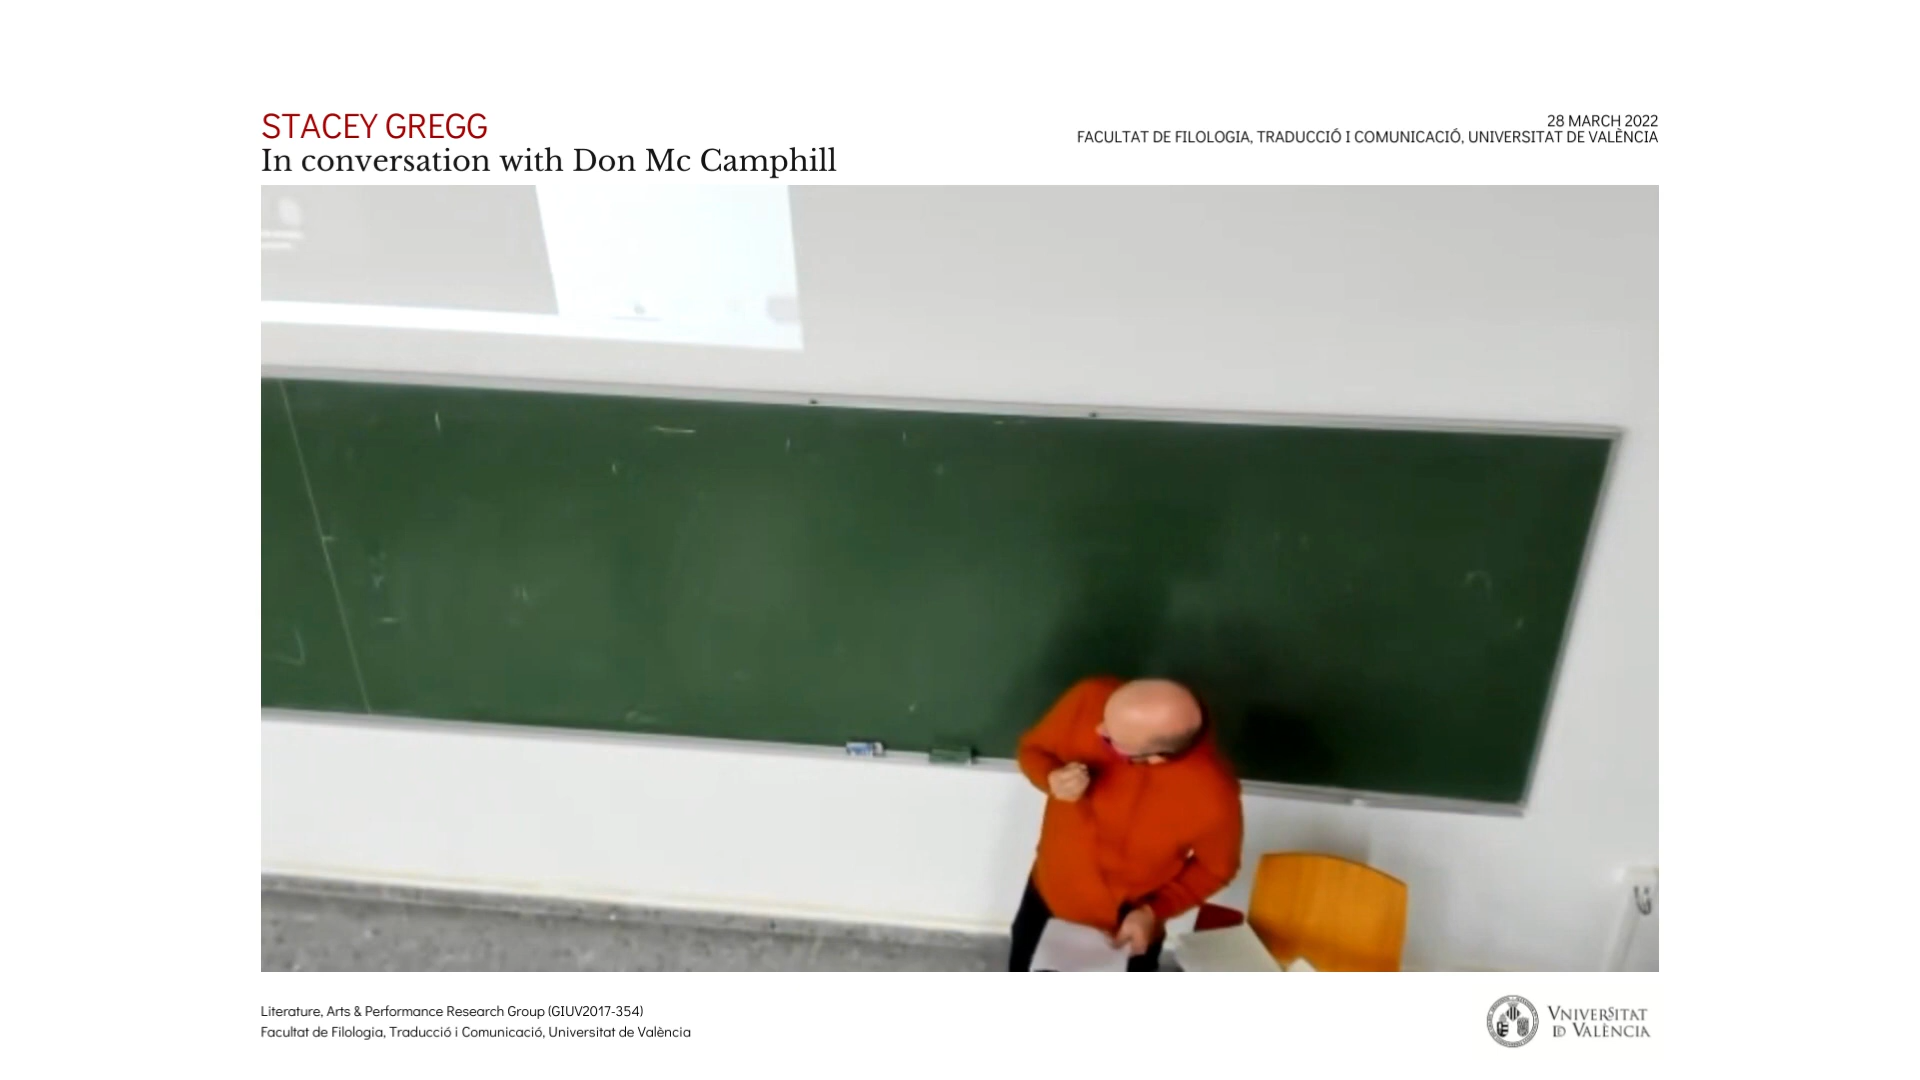 STACEY GREGG
In conversation with Don Mc Camphill
28 MARCH 2022
FACULTAT DE FILOLOGIA, TRADUCCIÓ I COMUNICACIÓ, UNIVERSITAT DE VALÈNCIA
Literature, Arts & Performance Research Group (GIUV2017-354)
Facultat de Filologia, Traducció i Comunicació, Universitat de València
VNIVERSITAT
ID VALÈNCIA